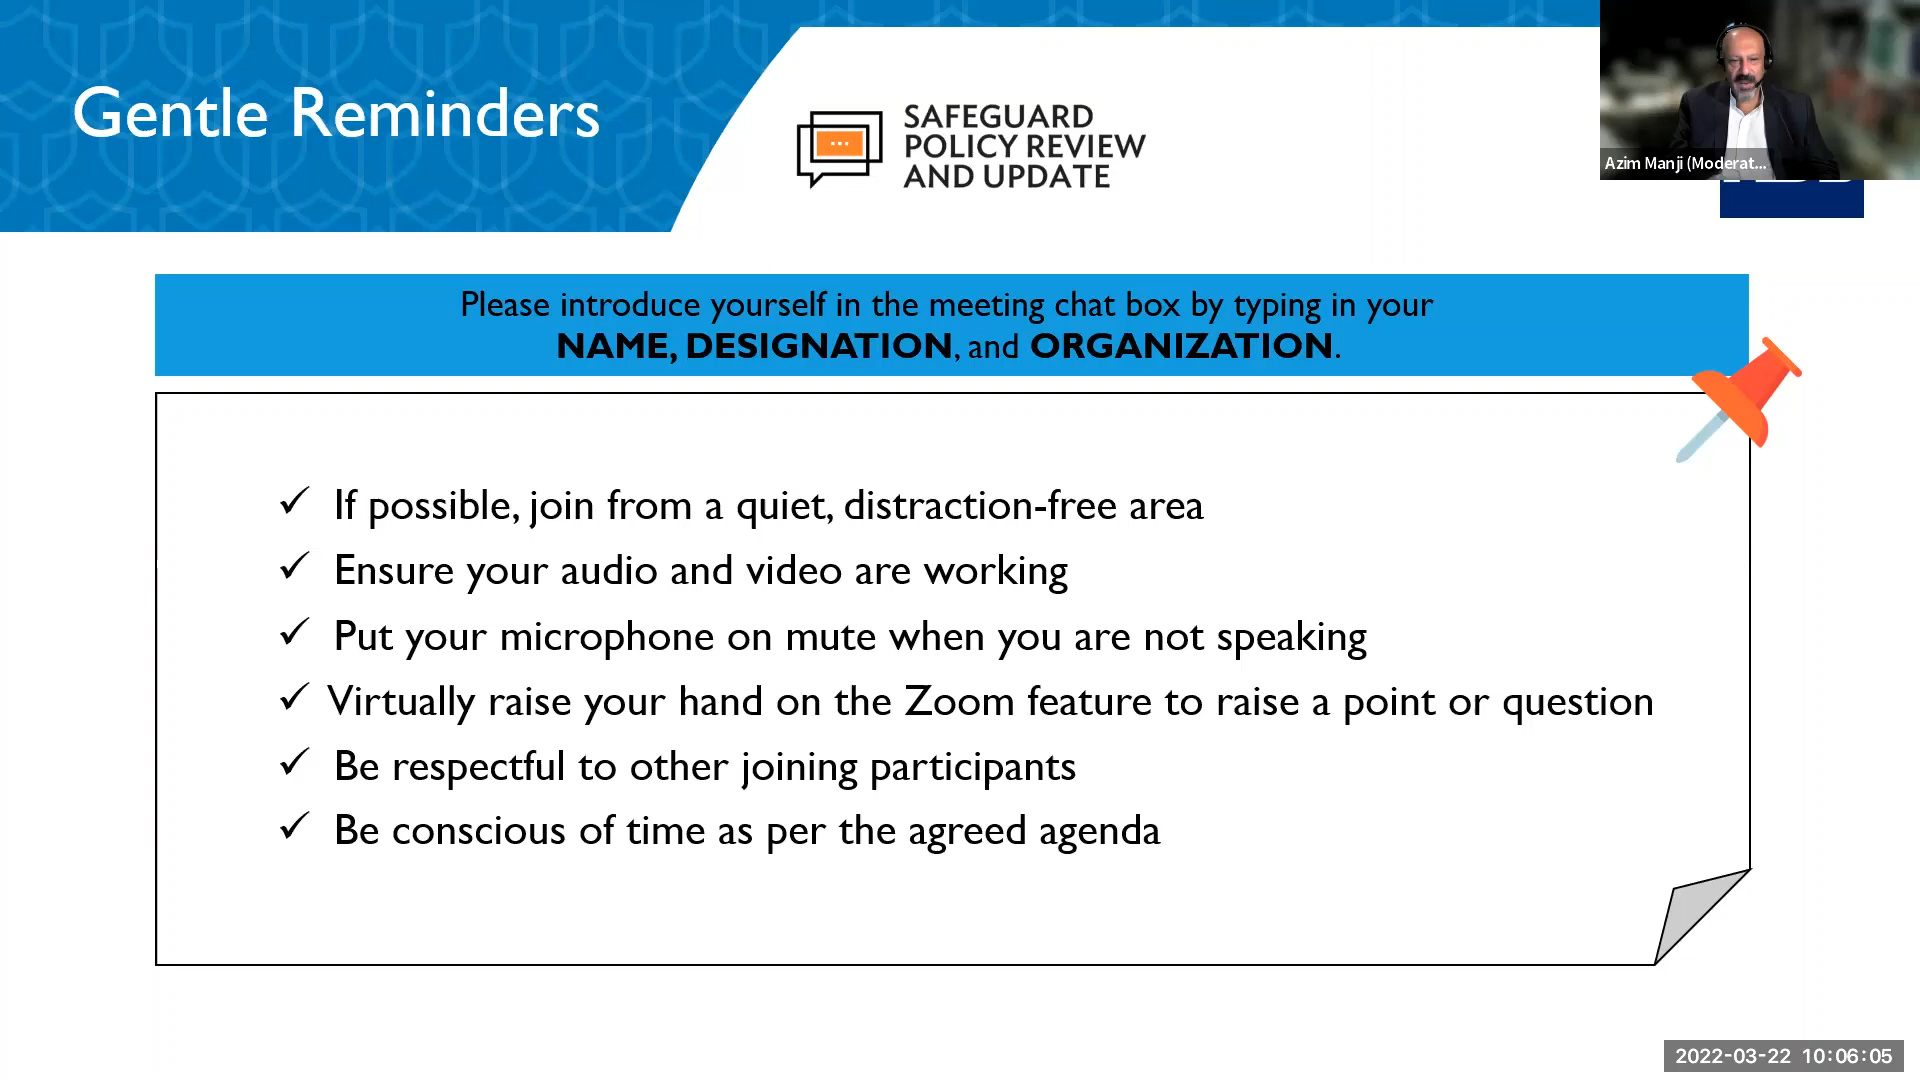 Gentle Reminders
SAFEGUARD
POLICY REVIEW
AND UPDATE
Azim Manji (Moderat...
Please introduce yourself in the meeting chat box by typing in your
NAME, DESIGNATION, and ORGANIZATION.
✓ If possible, join from a quiet, distraction-free area
✓ Ensure your audio and video are working
✓ Put your microphone on mute when you are not speaking
✓ Virtually raise your hand on the Zoom feature to raise a point or question
✓ Be respectful to other joining participants
✓ Be conscious of time as per the agreed agenda
2022-03-22 10:06:05